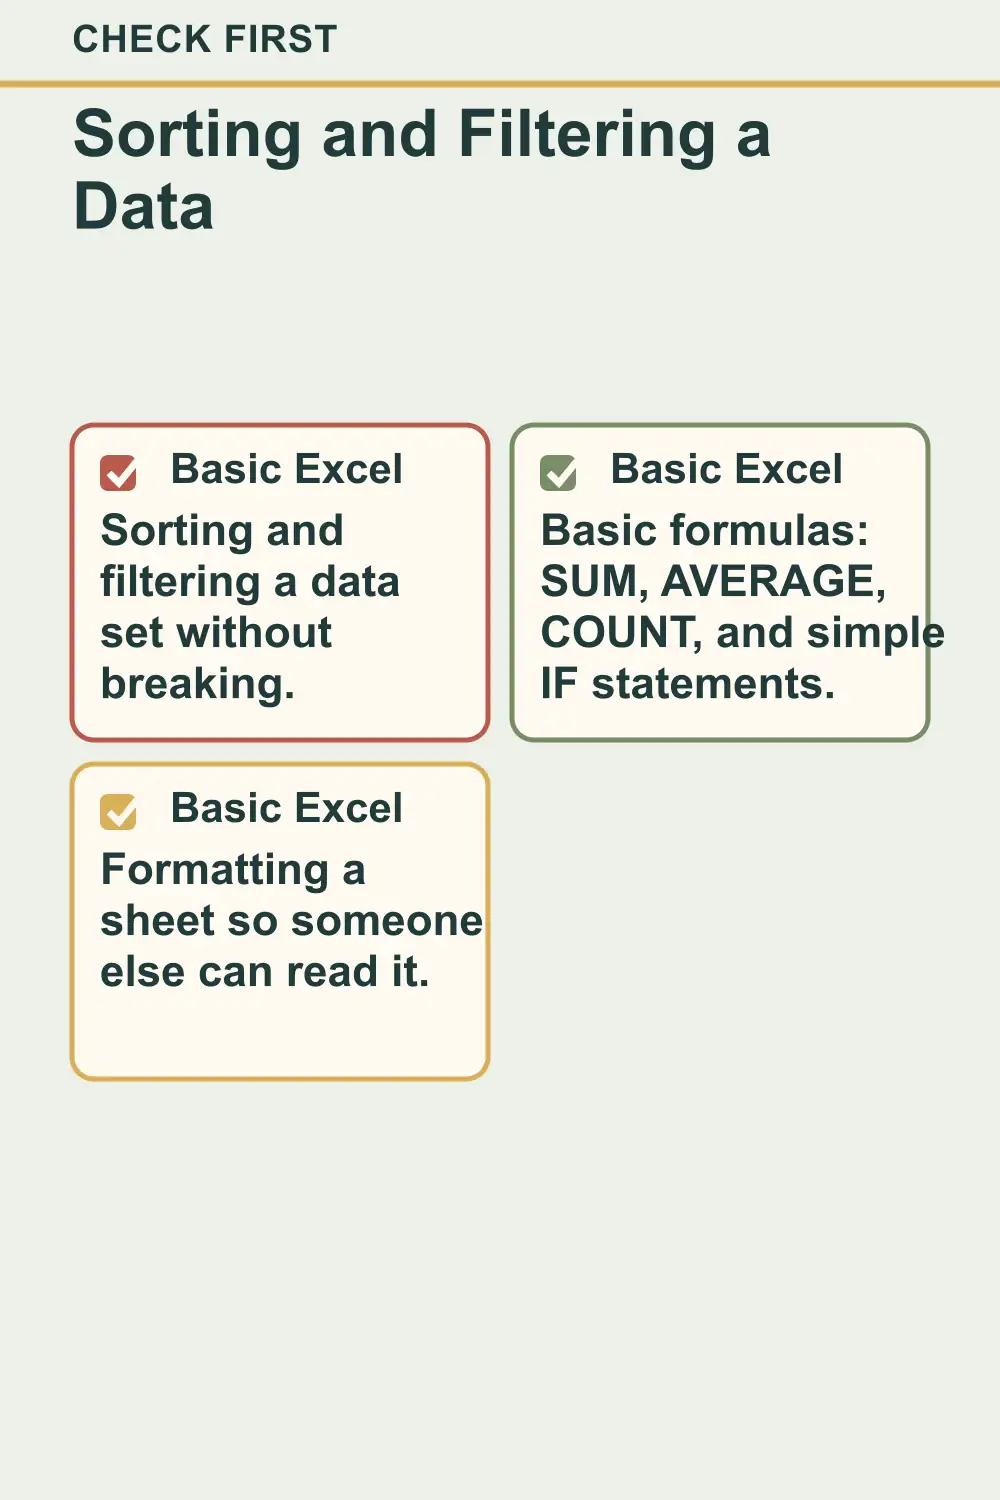 CHECK FIRST
Sorting and Filtering a
Data
Basic Excel
Sorting and
filtering a data
set without
breaking.
Basic Excel
Basic formulas:
SUM, AVERAGE,
COUNT, and simple
IF statements.
Basic Excel
Formatting a
sheet so someone
else can read it.